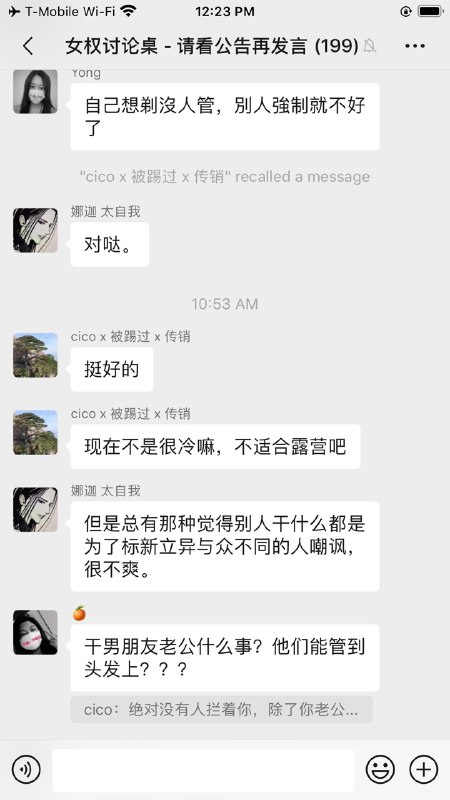 T-Mobile Wi-Fi
12:23 PM
女权讨论桌 - 请看公告再发言 (199)
Yong
自己想剃沒人管，別人強制就不好
了
"cico x 被踢过 x 传销" recalled a message
娜迦 太自我
对哒。
10:53 AM
cico x 被踢过 x 传销
挺好的
cico x 被踢过 x 传销
现在不是很冷嘛，不适合露营吧
娜迦 太自我
但是总有那种觉得别人干什么都是
为了标新立异与众不同的人嘲讽，
很不爽。
干男朋友老公什么事？他们能管到
头发上？？？
cico：绝对没有人拦着你，除了你老公...